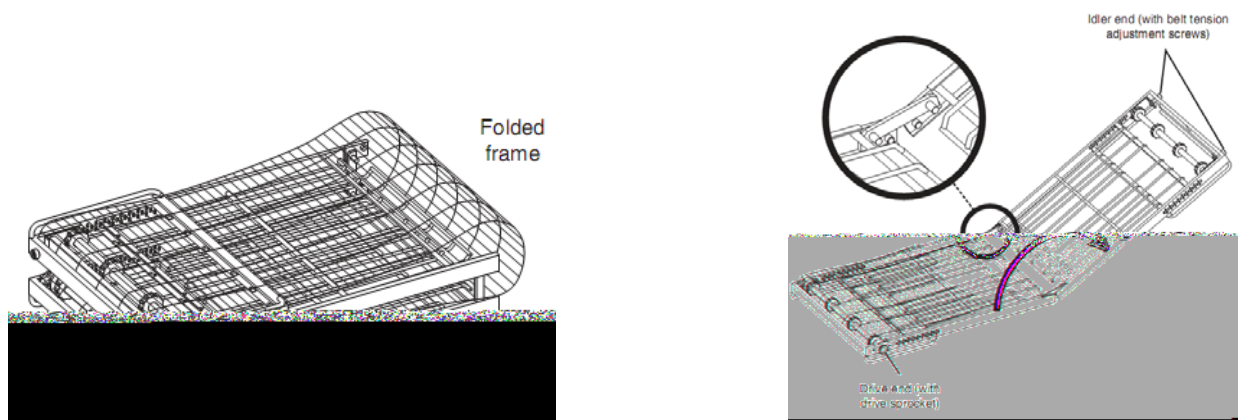 Folded
frame
Idler end (with belt tension
adjustment screws)
Drive end (with
drive sprocket)